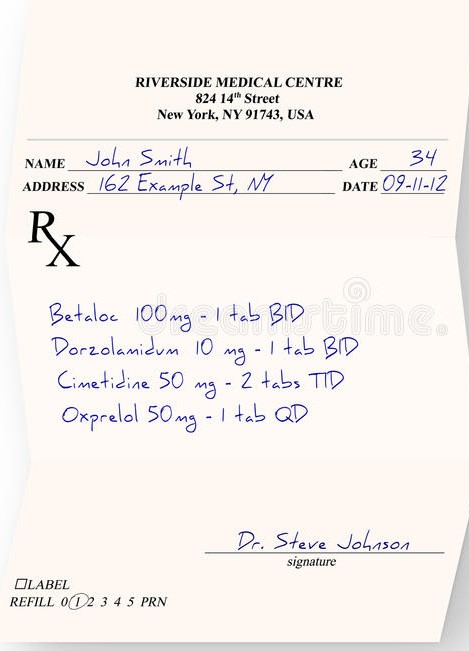 RIVERSIDE MEDICAL CENTRE
824 14th Street
New York, NY 91743, USA
NAME John Smith AGE 34
ADDRESS 162 Example St, NY DATE 09-11-12
Rx
Betaloc 100mg - 1 tab BID
Dorzolamidum 10 mg - 1 tab BID
Cimetidine 50 mg - 2 tabs TID
Oxprelol 50mg - 1 tab QD
dreamstime.
Dr. Steve Johnson
signature
LABEL
REFILL 0 1 2 3 4 5 PRN